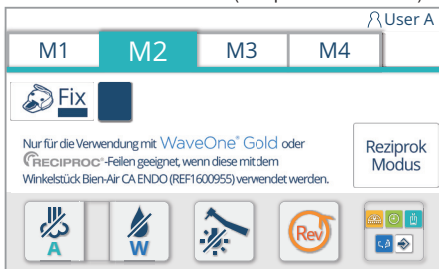 User A
M1 M2 M3 M4
Fix
Nur für die Verwendung mit WaveOne® Gold oder
RECIPROC®-Feilen geeignet, wenn diese mit dem
Winkelstück Bien-Air CA ENDO (REF1600955) verwendet werden.
Reziprok
Modus
A W Rev